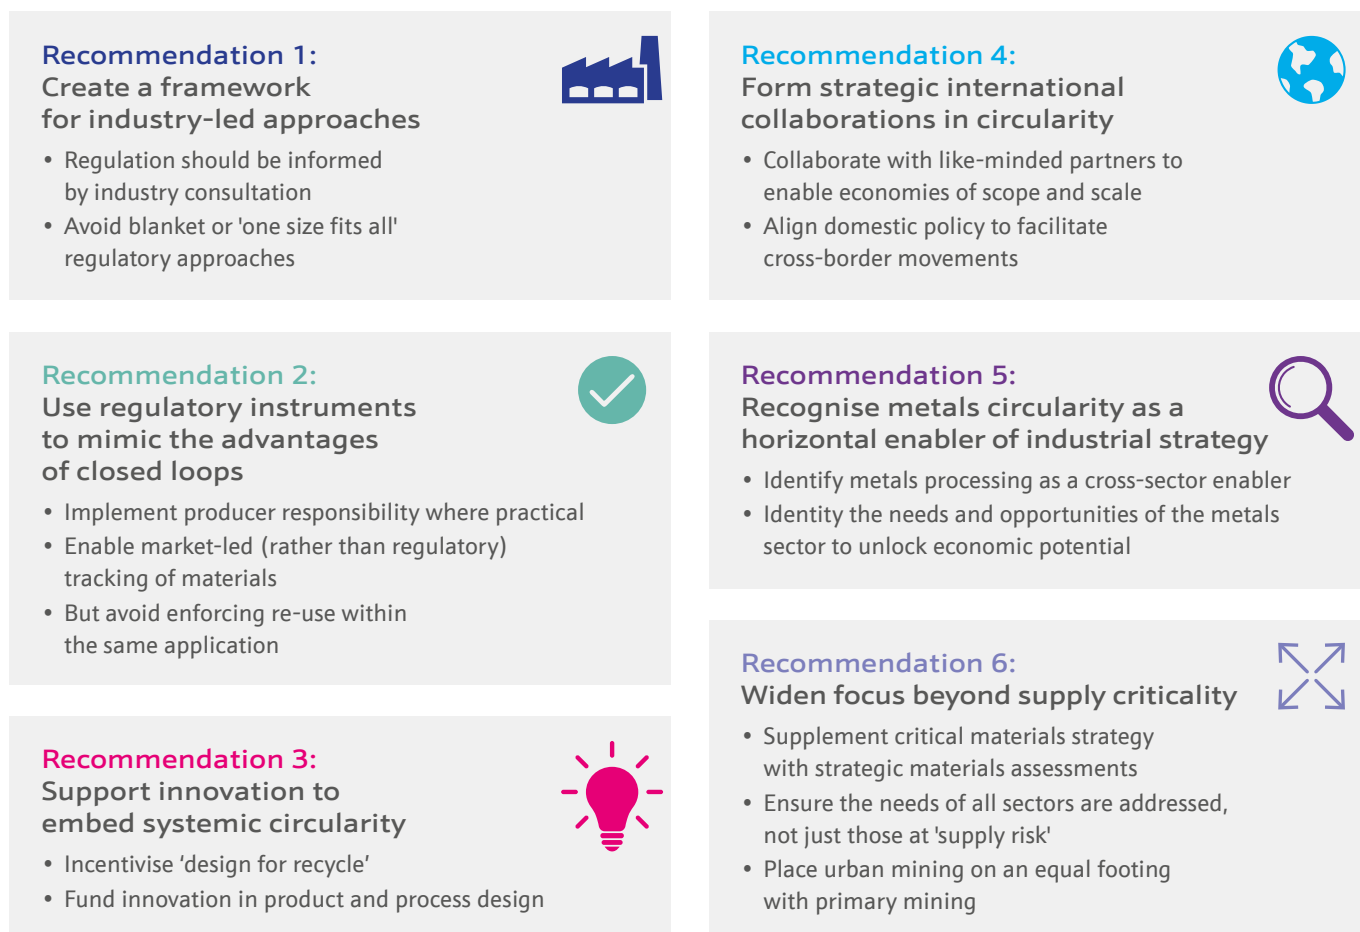 Recommendation 1:
Create a framework
for industry-led approaches
• Regulation should be informed
by industry consultation
• Avoid blanket or 'one size fits all'
regulatory approaches
Recommendation 2:
Use regulatory instruments
to mimic the advantages
of closed loops
• Implement producer responsibility where practical
• Enable market-led (rather than regulatory)
tracking of materials
• But avoid enforcing re-use within
the same application
Recommendation 3:
Support innovation to
embed systemic circularity
• Incentivise ‘design for recycle’
• Fund innovation in product and process design
Recommendation 4:
Form strategic international
collaborations in circularity
• Collaborate with like-minded partners to
enable economies of scope and scale
• Align domestic policy to facilitate
cross-border movements
Recommendation 5:
Recognise metals circularity as a
horizontal enabler of industrial strategy
• Identify metals processing as a cross-sector enabler
• Identity the needs and opportunities of the metals
sector to unlock economic potential
Recommendation 6:
Widen focus beyond supply criticality
• Supplement critical materials strategy
with strategic materials assessments
• Ensure the needs of all sectors are addressed,
not just those at 'supply risk'
• Place urban mining on an equal footing
with primary mining